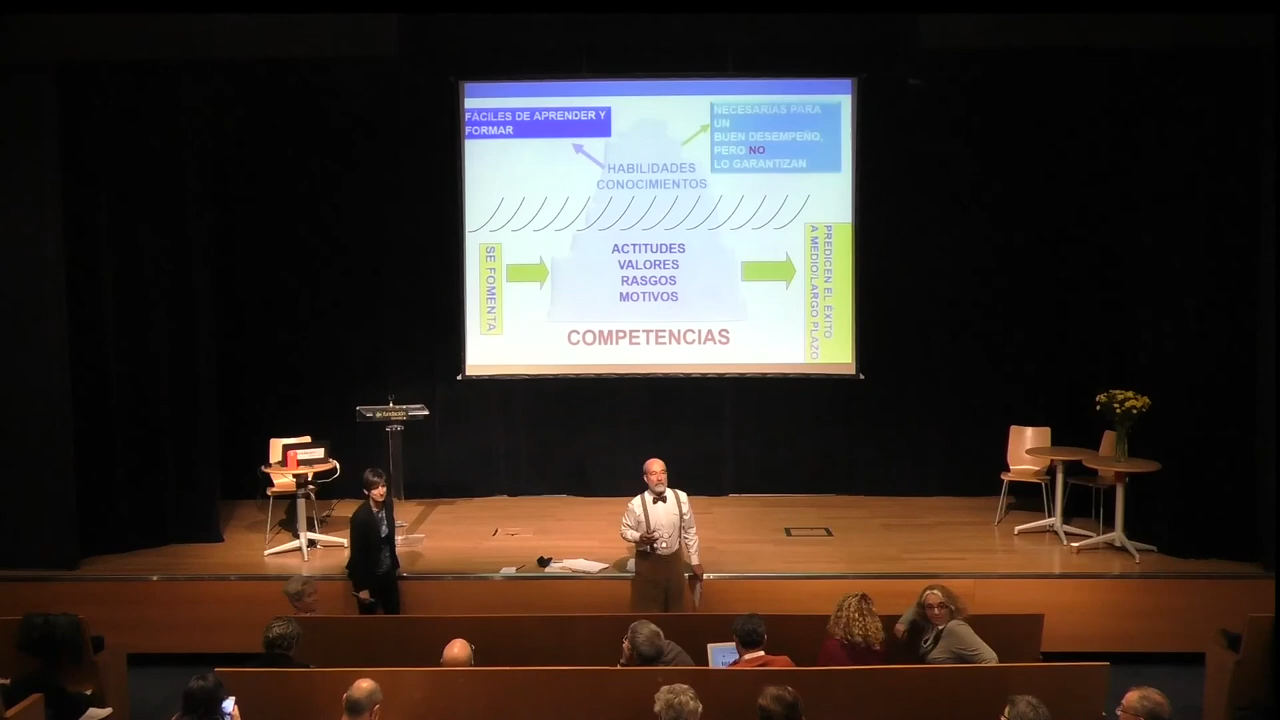 FÁCILES DE APRENDER Y
FORMAR
NECESARIAS PARA
UN
BUEN DESEMPEÑO,
PERO NO
LO GARANTIZAN
HABILIDADES
CONOCIMIENTOS
SE FOMENTA
ACTITUDES
VALORES
RASGOS
MOTIVOS
PREDICEN EL ÉXITO
A MEDIO/LARGO PLAZO
COMPETENCIAS
fundación